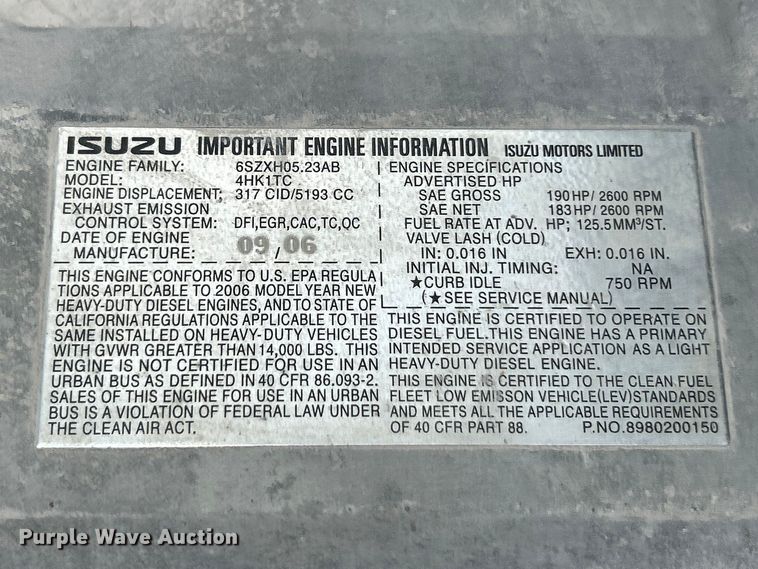 ISUZU IMPORTANT ENGINE INFORMATION ISUZU MOTORS LIMITED
ENGINE FAMILY: 6SZXH05.23AB
MODEL: 4HK1TC
ENGINE DISPLACEMENT; 317 CID/5193 CC
EXHAUST EMISSION
CONTROL SYSTEM: DFI,EGR,CAC,TC,OC
DATE OF ENGINE
MANUFACTURE: 09 / 06
THIS ENGINE CONFORMS TO U.S. EPA REGULA
TIONS APPLICABLE TO 2006 MODEL YEAR NEW
HEAVY-DUTY DIESEL ENGINES, AND TO STATE OF
CALIFORNIA REGULATIONS APPLICABLE TO THE
SAME INSTALLED ON HEAVY-DUTY VEHICLES
WITH GVWR GREATER THAN 14,000 LBS. THIS
ENGINE IS NOT CERTIFIED FOR USE IN AN
URBAN BUS AS DEFINED IN 40 CFR 86.093-2.
SALES OF THIS ENGINE FOR USE IN AN URBAN
BUS IS A VIOLATION OF FEDERAL LAW UNDER
THE CLEAN AIR ACT.
ENGINE SPECIFICATIONS
ADVERTISED HP
SAE GROSS 190 HP/ 2600 RPM
SAE NET 183 HP/ 2600 RPM
FUEL RATE AT ADV. HP; 125.5 MM³/ST.
VALVE LASH (COLD)
IN: 0.016 IN EXH: 0.016 IN.
INITIAL INJ. TIMING: NA
★CURB IDLE 750 RPM
(★SEE SERVICE MANUAL)
THIS ENGINE IS CERTIFIED TO OPERATE ON
DIESEL FUEL.THIS ENGINE HAS A PRIMARY
INTENDED SERVICE APPLICATION AS A LIGHT
HEAVY-DUTY DIESEL ENGINE.
THIS ENGINE IS CERTIFIED TO THE CLEAN FUEL
FLEET LOW EMISSON VEHICLE(LEV)STANDARDS
AND MEETS ALL THE APPLICABLE REQUIREMENTS
OF 40 CFR PART 88. P.NO.8980200150
Purple Wave Auction